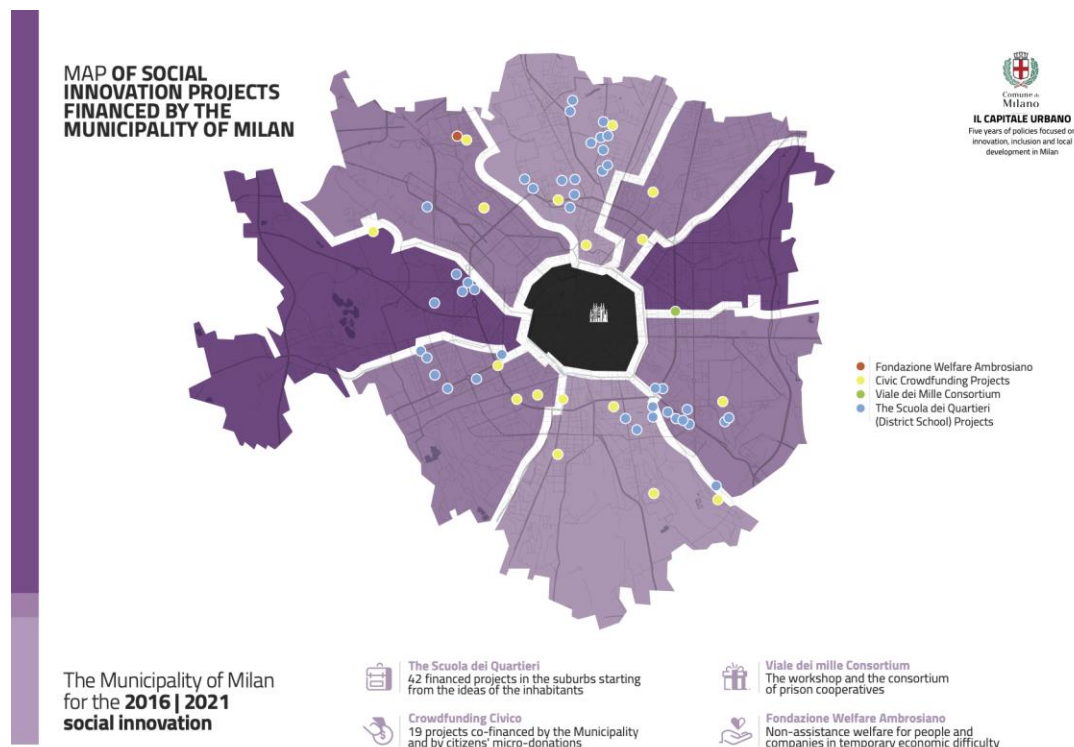 MAP OF SOCIAL
INNOVATION PROJECTS
FINANCED BY THE
MUNICIPALITY OF MILAN
Comune di
Milano
IL CAPITALE URBANO
Five years of policies focused on
innovation, inclusion and local
development in Milan
Fondazione Welfare Ambrosiano
Civic Crowdfunding Projects
Viale dei Mille Consortium
The Scuola dei Quartieri
(District School) Projects
The Municipality of Milan
for the 2016 | 2021
social innovation
The Scuola dei Quartieri
42 financed projects in the suburbs starting
from the ideas of the inhabitants
Crowdfunding Civico
19 projects co-financed by the Municipality
and by citizens' micro-donations
Viale dei mille Consortium
The workshop and the consortium
of prison cooperatives
Fondazione Welfare Ambrosiano
Non-assistance welfare for people and
companies in temporary economic difficulty